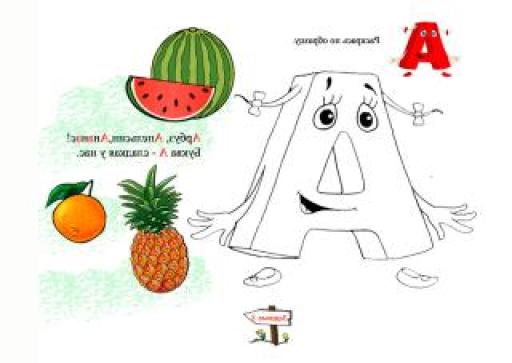 Раскрась по образцу.
А
Арбуз, Апельсин,Ананас!
Буква А - сладкая у нас.
А